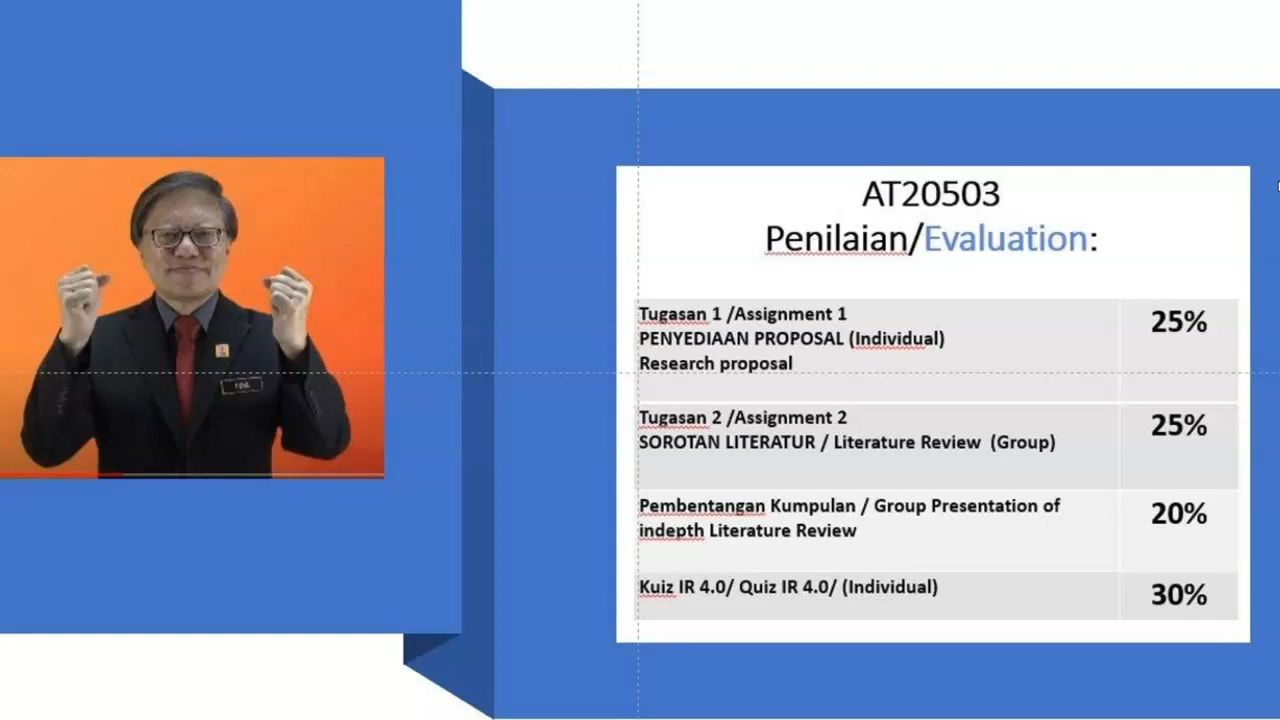 AT20503
Penilaian/Evaluation:
Tugasan 1 /Assignment 1
25%
PENYEDIAAN PROPOSAL (Individual)
Research proposal
Tugasan 2 /Assignment 2
25%
SOROTAN LITERATUR / Literature Review (Group)
Pembentangan Kumpulan / Group Presentation of
20%
indepth Literature Review
Kuiz IR 4.0/ Quiz IR 4.0/ (Individual)
30%